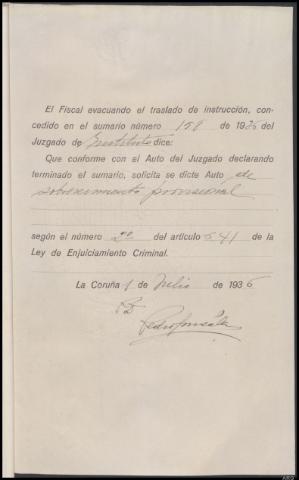 El Fiscal evacuando el traslado de instrucción, con-
cedido en el sumario número 158 de 1936 del
Juzgado de Instituto dice:
Que conforme con el Auto del Juzgado declarando
terminado el sumario, solicita se dicte Auto de
sobreseimiento provisional
según el número 2º del artículo 641 de la
Ley de Enjuiciamiento Criminal.
La Coruña 1 de Julio de 1936
Pedro González